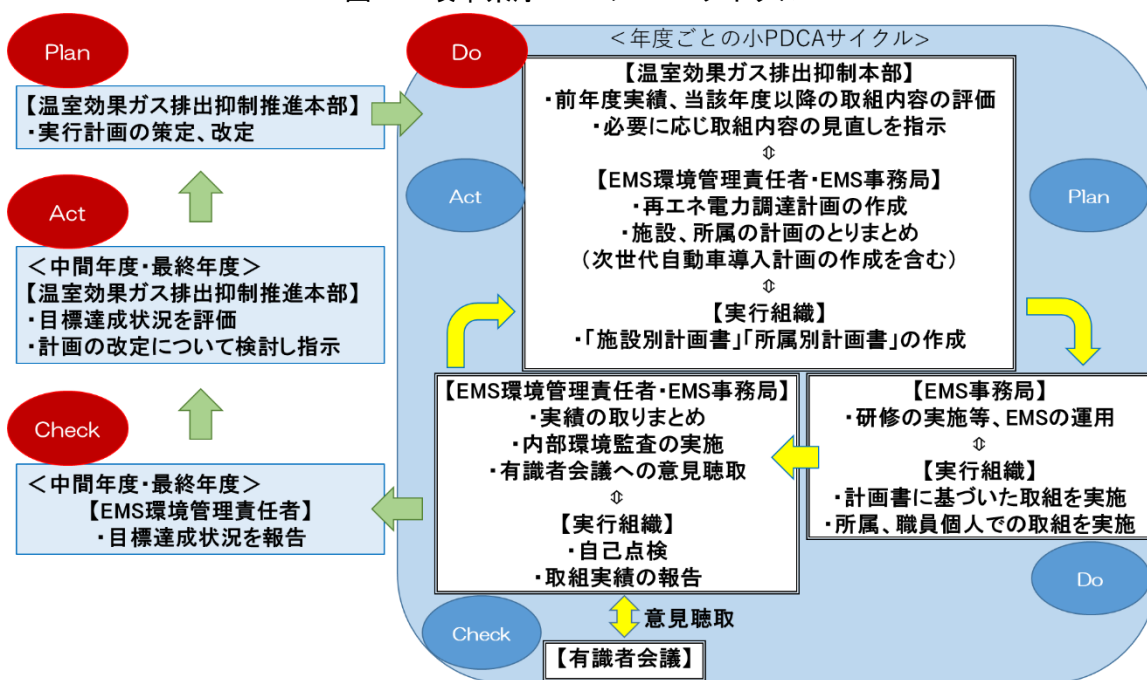 Plan
【温室効果ガス排出抑制推進本部】
・実行計画の策定、改定
Act
＜中間年度・最終年度＞
【温室効果ガス排出抑制推進本部】
・目標達成状況を評価
・計画の改定について検討し指示
Check
＜中間年度・最終年度＞
【EMS環境管理責任者】
・目標達成状況を報告
Do
＜年度ごとの小PDCAサイクル＞
【温室効果ガス排出抑制本部】
・前年度実績、当該年度以降の取組内容の評価
・必要に応じ取組内容の見直しを指示
⇕
【EMS環境管理責任者・EMS事務局】
・再エネ電力調達計画の作成
・施設、所属の計画のとりまとめ
（次世代自動車導入計画の作成を含む）
⇕
【実行組織】
・「施設別計画書」「所属別計画書」の作成
Act
Plan
【EMS事務局】
・研修の実施等、EMSの運用
⇕
【実行組織】
・計画書に基づいた取組を実施
・所属、職員個人での取組を実施
Do
【EMS環境管理責任者・EMS事務局】
・実績の取りまとめ
・内部環境監査の実施
・有識者会議への意見聴取
⇕
【実行組織】
・自己点検
・取組実績の報告
Check
意見聴取
【有識者会議】